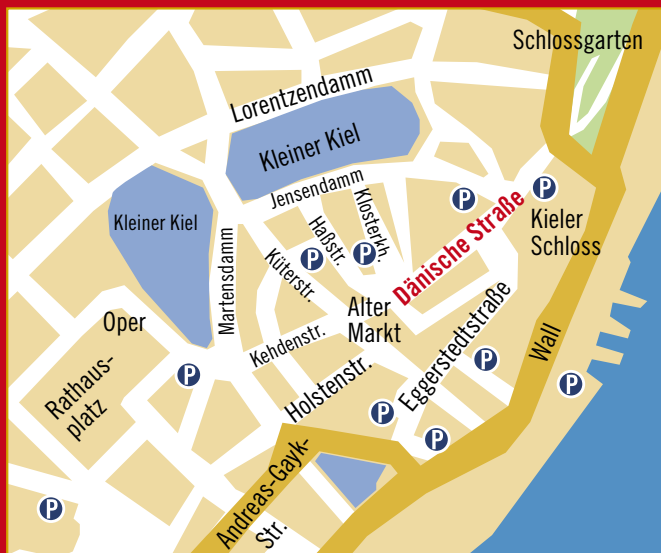 Schlossgarten
Lorentzendamm
Kleiner Kiel
Jensendamm
P
P
Kleiner Kiel
Kieler
Schloss
Dänische Straße
Klosterkh.
Haßstr.
P
P
Küterstr.
Martensdamm
Alter
Markt
Oper
Kehdenstr.
Wall
Eggerstedtstraße
P
P
P
Rathaus-
platz
Holstenstr.
P
P
Andreas-Gayk-
Str.
P